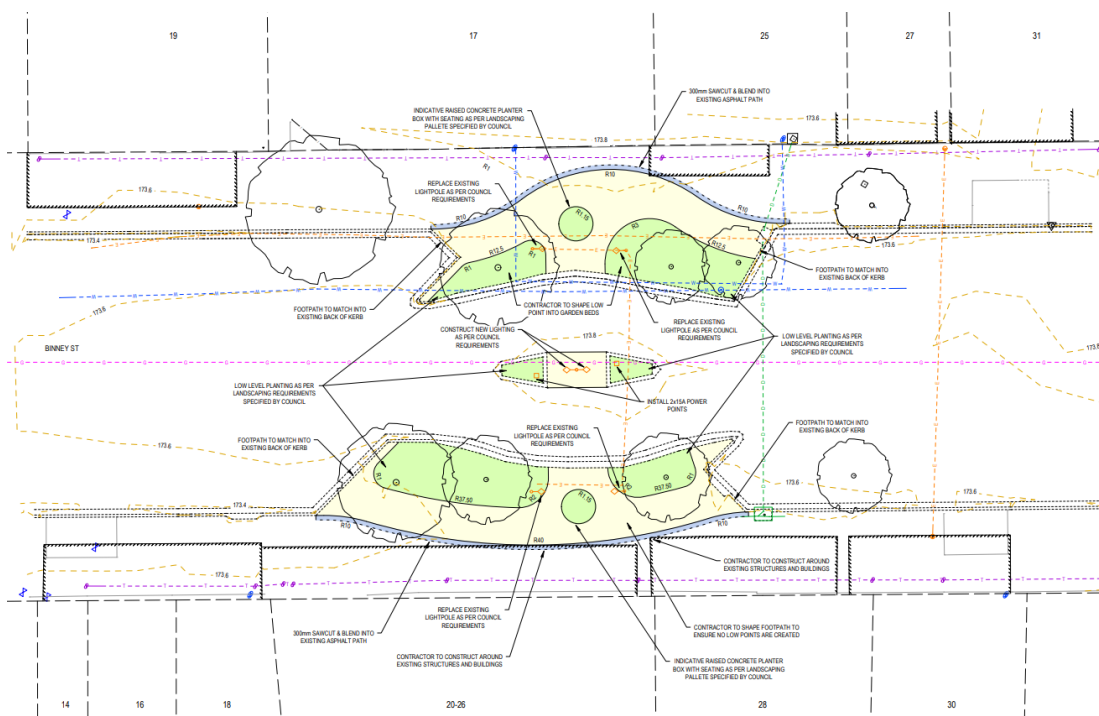 19
17
25
27
31
300mm SAWCUT & BLEND INTO
EXISTING ASPHALT PATH
INDICATIVE RAISED CONCRETE PLANTER
BOX WITH SEATING AS PER LANDSCAPING
PALLETE SPECIFIED BY COUNCIL
173.6
173.8
R1
R10
REPLACE EXISTING
LIGHTPOLE AS PER COUNCIL
REQUIREMENTS
173.6
R10
R1.15
R10
R3
173.4
R12.5
R2
R12.5
173.6
R1
FOOTPATH TO MATCH INTO
EXISTING BACK OF KERB
FOOTPATH TO MATCH INTO
EXISTING BACK OF KERB
CONTRACTOR TO SHAPE LOW
POINT INTO GARDEN BEDS
173.6
REPLACE EXISTING
LIGHTPOLE AS PER COUNCIL
REQUIREMENTS
CONSTRUCT NEW LIGHTING
AS PER COUNCIL
REQUIREMENTS
173.8
LOW LEVEL PLANTING AS PER
LANDSCAPING REQUIREMENTS
SPECIFIED BY COUNCIL
BINNEY ST
173.8
LOW LEVEL PLANTING AS PER
LANDSCAPING REQUIREMENTS
SPECIFIED BY COUNCIL
INSTALL 2x15A POWER
POINTS
REPLACE EXISTING
LIGHTPOLE AS PER COUNCIL
REQUIREMENTS
FOOTPATH TO MATCH INTO
EXISTING BACK OF KERB
173.6
FOOTPATH TO MATCH INTO
EXISTING BACK OF KERB
R1
R37.50
R1.15
R37.50
R1
173.6
173.6
173.4
R10
R40
R10
CONTRACTOR TO CONSTRUCT AROUND
EXISTING STRUCTURES AND BUILDINGS
173.6
REPLACE EXISTING
LIGHTPOLE AS PER COUNCIL
REQUIREMENTS
300mm SAWCUT & BLEND INTO
EXISTING ASPHALT PATH
CONTRACTOR TO SHAPE FOOTPATH TO
ENSURE NO LOW POINTS ARE CREATED
CONTRACTOR TO CONSTRUCT AROUND
EXISTING STRUCTURES AND BUILDINGS
INDICATIVE RAISED CONCRETE PLANTER
BOX WITH SEATING AS PER LANDSCAPING
PALLETE SPECIFIED BY COUNCIL
14
16
18
20-26
28
30